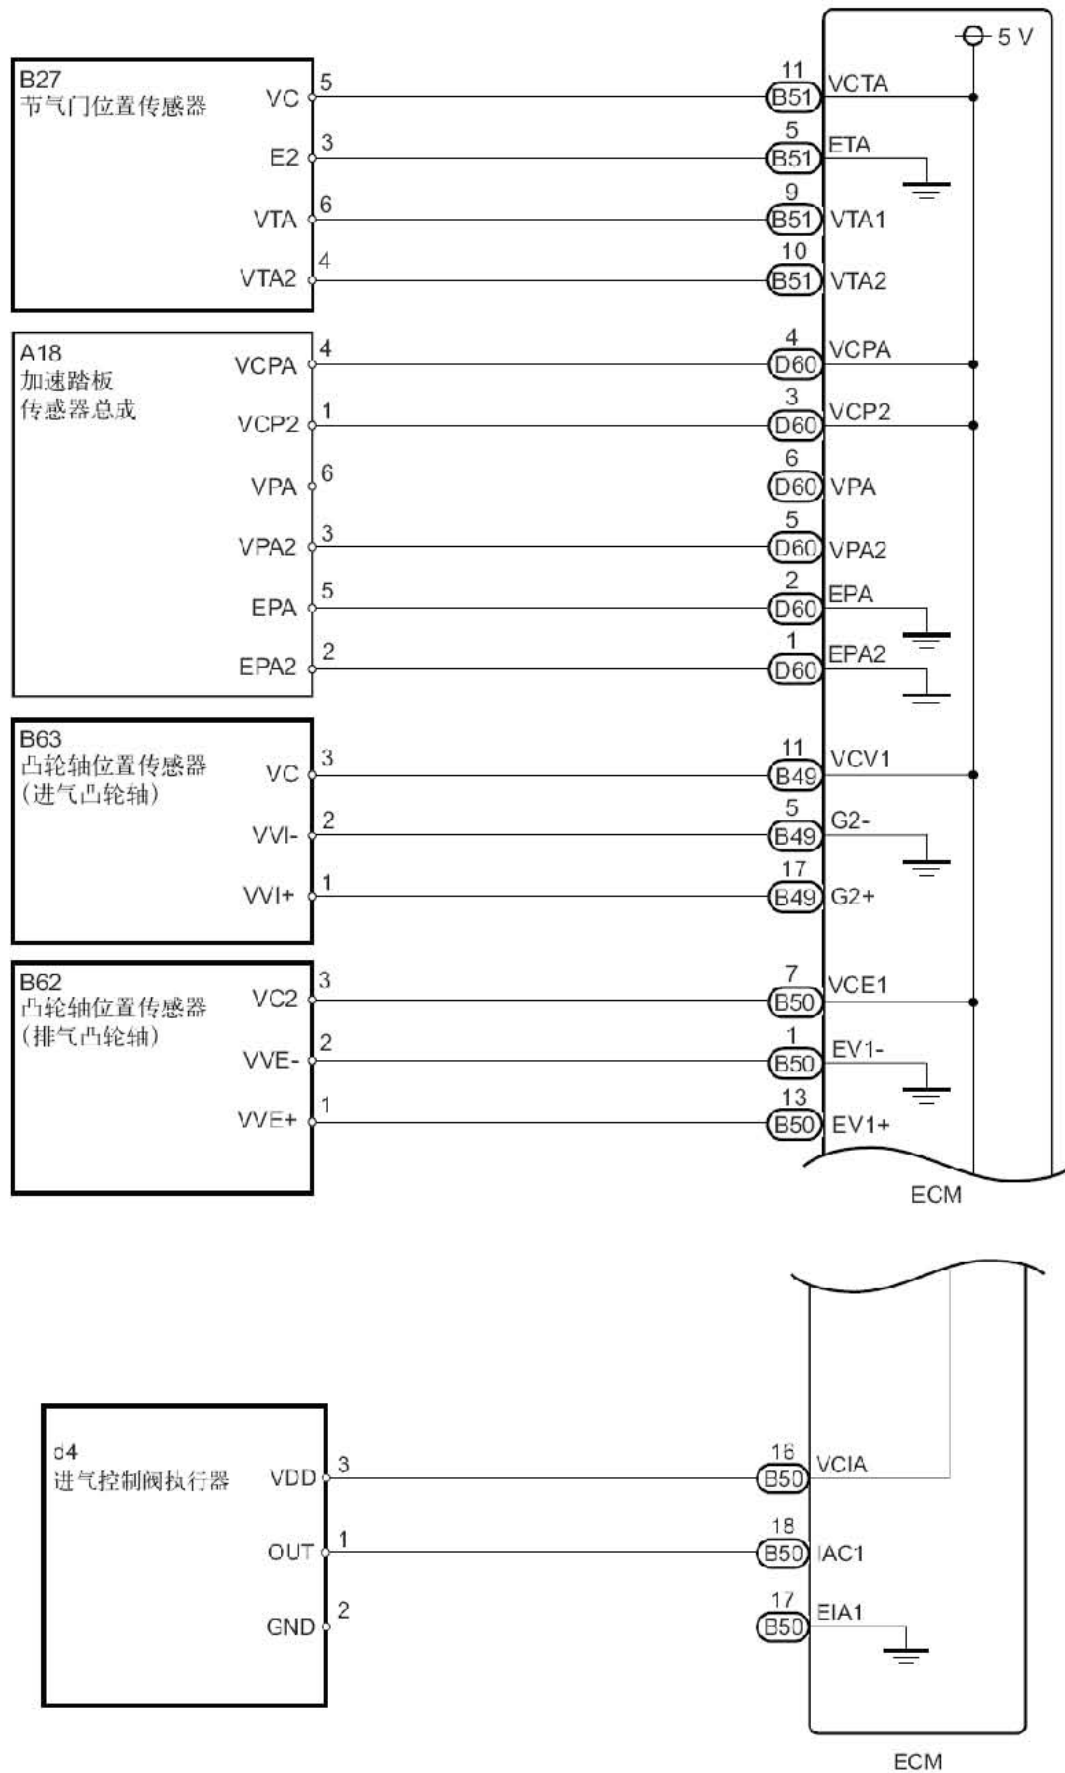 5 V
B27
节气门位置传感器
VC 5 11 B51 VCTA
E2 3 5 B51 ETA
VTA 6 9 B51 VTA1
VTA2 4 10 B51 VTA2
A18
加速踏板
传感器总成
VCPA 4 4 D60 VCPA
VCP2 1 3 D60 VCP2
VPA 6 6 D60 VPA
VPA2 3 5 D60 VPA2
EPA 5 2 D60 EPA
EPA2 2 1 D60 EPA2
B63
凸轮轴位置传感器
(进气凸轮轴)
VC 3 11 B49 VCV1
VVI- 2 5 B49 G2-
VVI+ 1 17 B49 G2+
B62
凸轮轴位置传感器
(排气凸轮轴)
VC2 3 7 B50 VCE1
VVE- 2 1 B50 EV1-
VVE+ 1 13 B50 EV1+
ECM
d4
进气控制阀执行器
VDD 3 16 B50 VCIA
OUT 1 18 B50 IAC1
GND 2 17 B50 EIA1
ECM